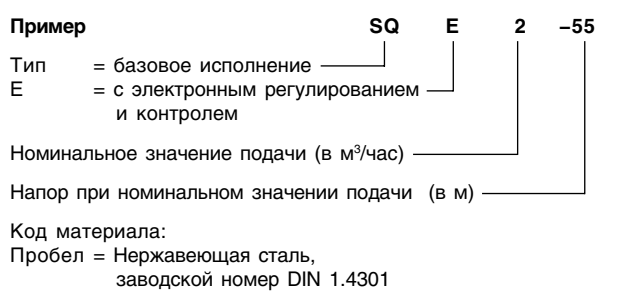 Пример SQ E 2 –55
Тип = базовое исполнение
E = с электронным регулированием
и контролем
Номинальное значение подачи (в м³/час)
Напор при номинальном значении подачи (в м)
Код материала:
Пробел = Нержавеющая сталь,
заводской номер DIN 1.4301